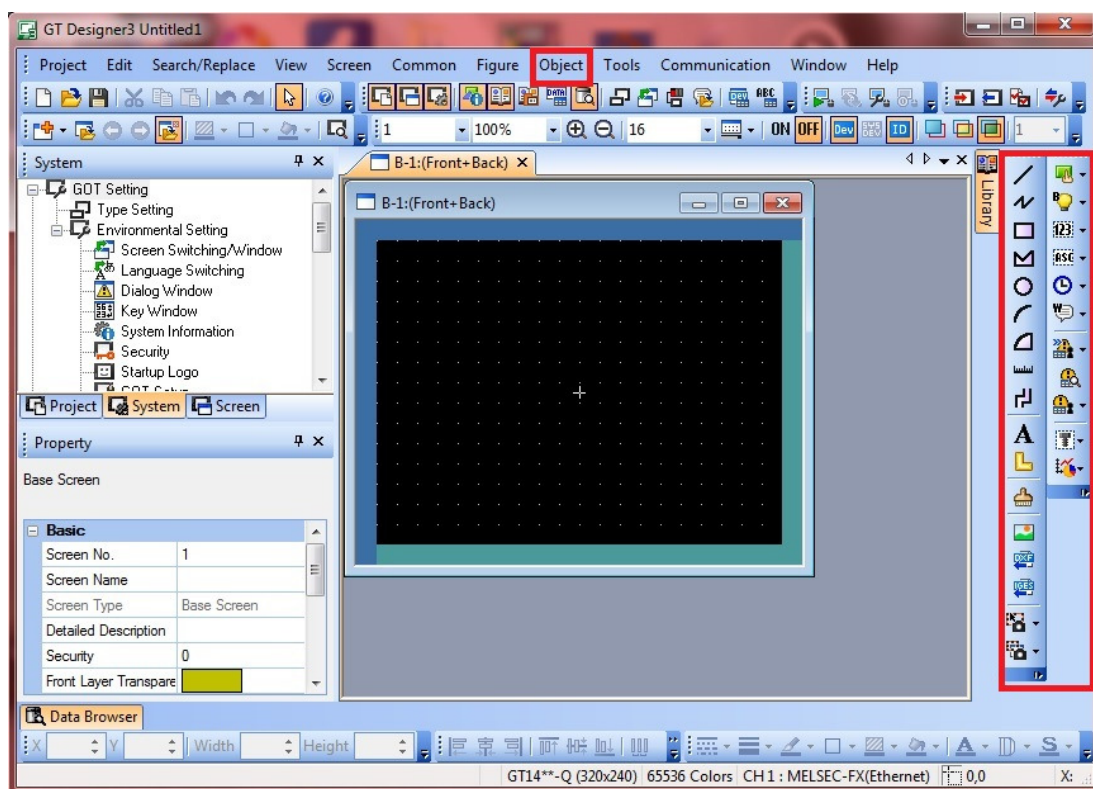 GT Designer3 Untitled1
Project Edit Search/Replace View Screen Common Figure Object Tools Communication Window Help
1 100% 16 ON OFF Dev ID 1
System
B-1:(Front+Back)
Library
GOT Setting
Type Setting
Environmental Setting
Screen Switching/Window
Language Switching
Dialog Window
Key Window
System Information
Security
Startup Logo
B-1:(Front+Back)
Project System Screen
Property
Base Screen
Basic
Screen No. 1
Screen Name
Screen Type Base Screen
Detailed Description
Security 0
Front Layer Transpare
Data Browser
X Y Width Height
GT14**-Q (320x240) 65536 Colors CH1 : MELSEC-FX(Ethernet) 0,0 X: